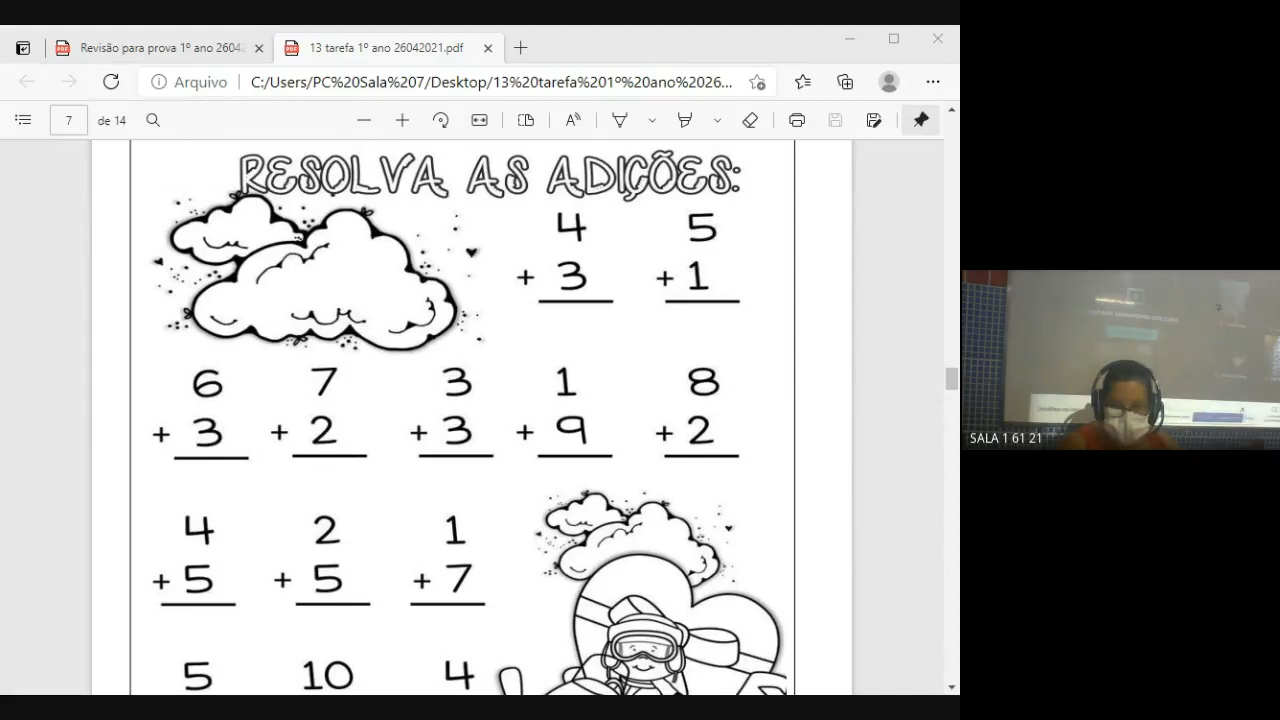 Revisão para prova 1º ano 26042
13 tarefa 1º ano 26042021.pdf
Arquivo
C:/Users/PC%20Sala%207/Desktop/13%20tarefa%201º%20ano%2026...
7 de 14
RESOLVA AS ADIÇÕES:
4 5
+ 3 + 1
6 7 3 1 8
+ 3 + 2 + 3 + 9 + 2
4 2 1
+ 5 + 5 + 7
5 10 4
SALA 1 61 21